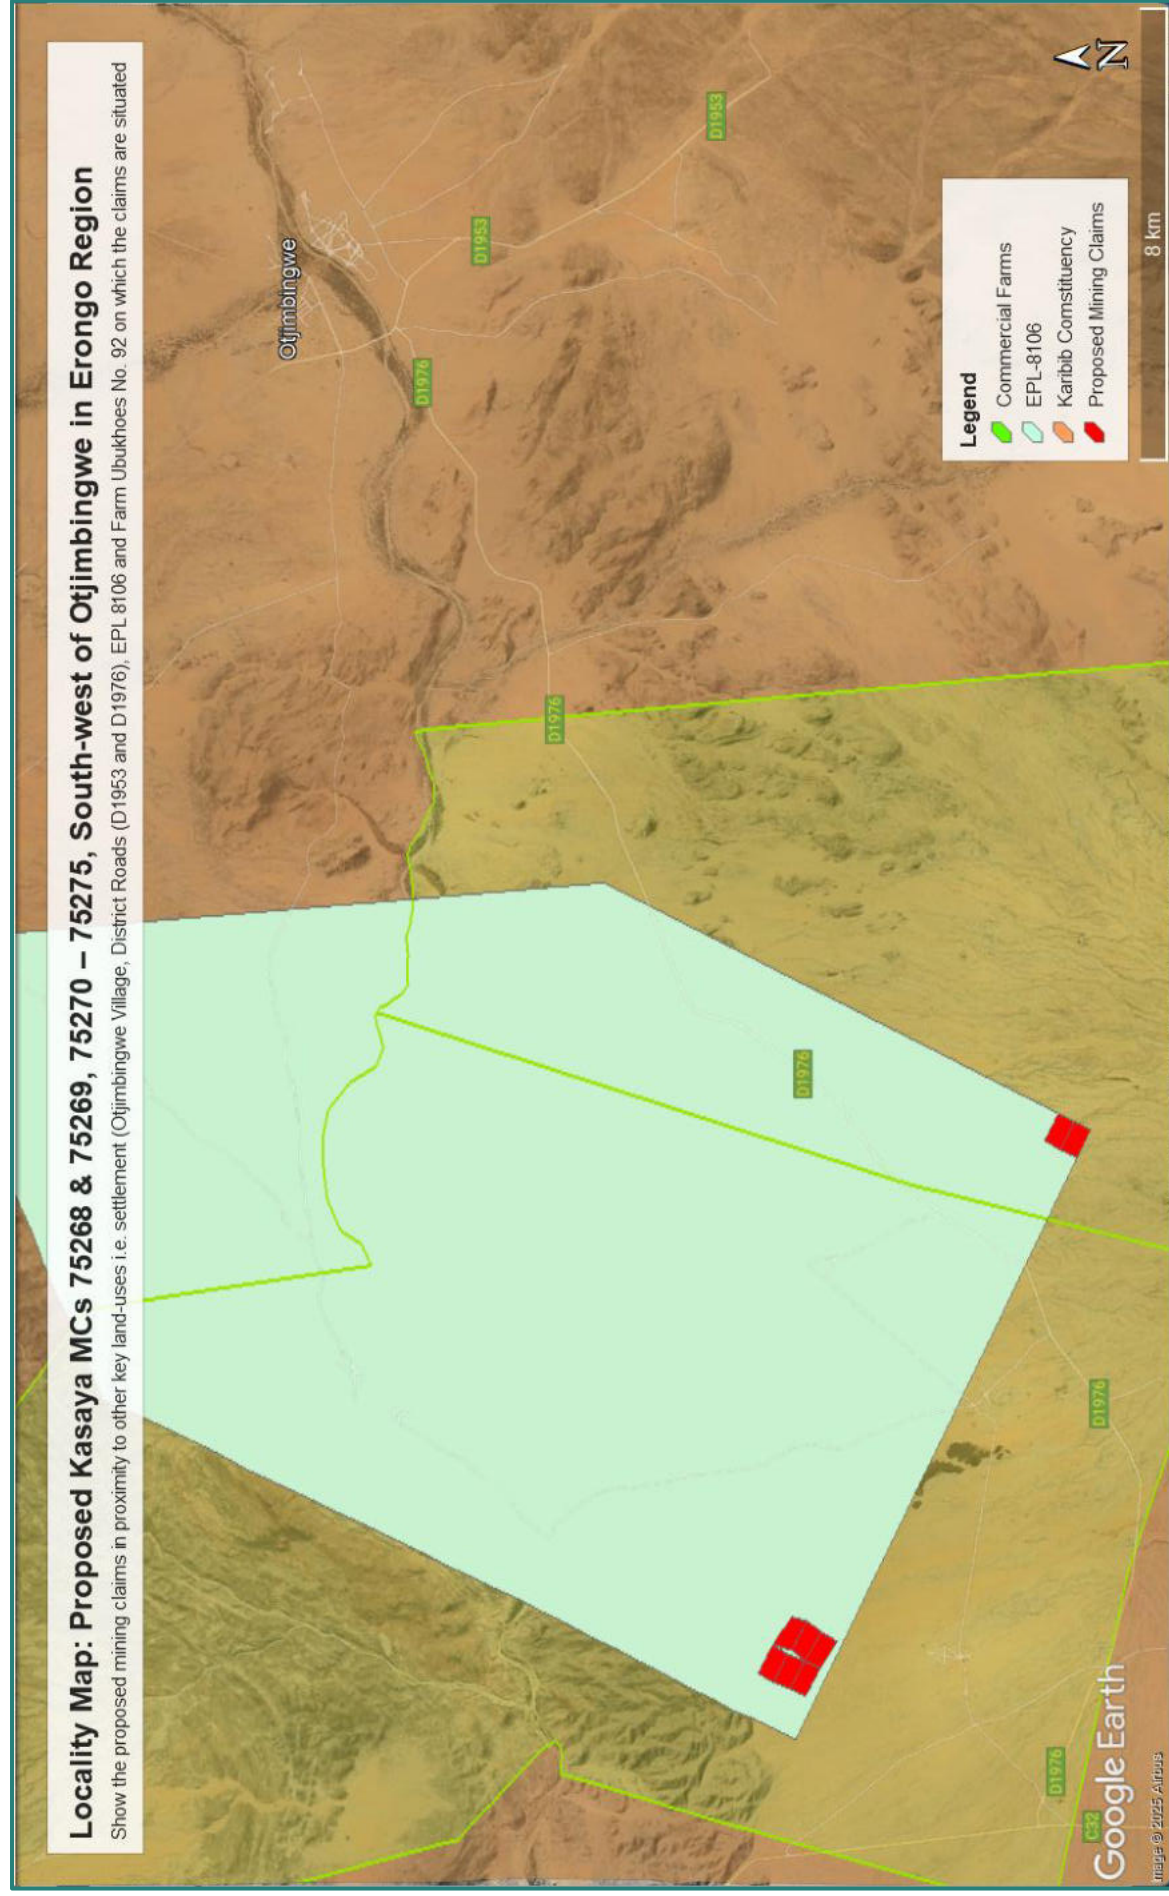 Locality Map: Proposed Kasaya MCs 75268 & 75269, 75270 – 75275, South-west of Otjimbingwe in Erongo Region
Show the proposed mining claims in proximity to other key land-uses i.e. settlement (Otjimbingwe Village, District Roads (D1953 and D1976), EPL 8106 and Farm Ubukhoes No. 92 on which the claims are situated
Otjimbingwe
D1976
D1953
D1953
D1976
D1976
D1976
D1976
C32
Legend
Commercial Farms
EPL-8106
Karibib Comstituency
Proposed Mining Claims
N
8 km
Google Earth
Image © 2025 Airbus